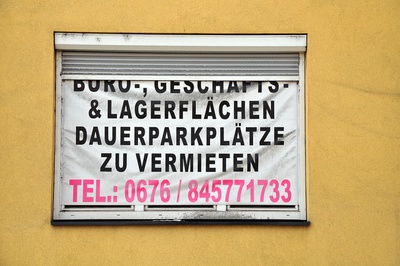 BÜRO-, GESCHÄFTS-
& LAGERFLÄCHEN
DAUERPARKPLÄTZE
ZU VERMIETEN
TEL.: 0676 / 845771733